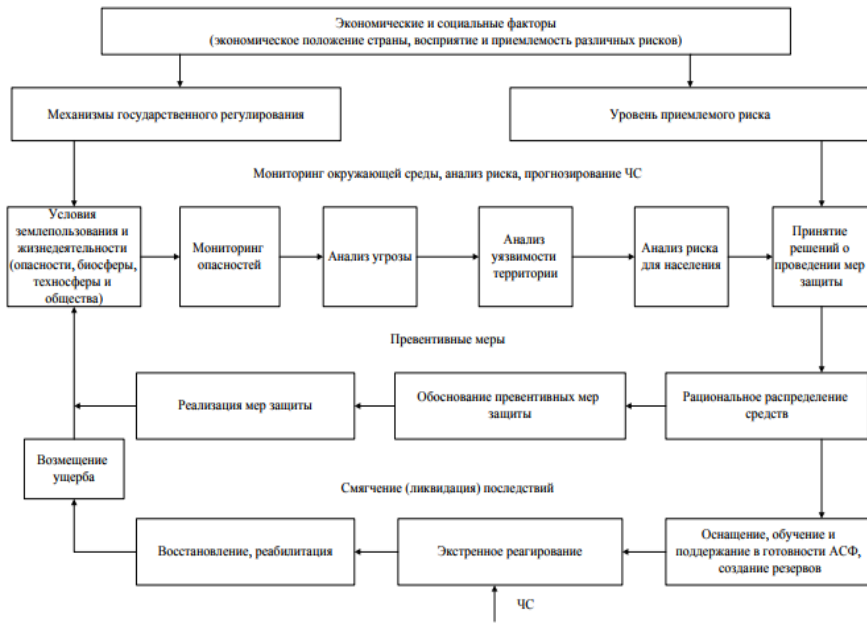 Экономические и социальные факторы
(экономическое положение страны, восприятие и приемлемость различных рисков)
Механизмы государственного регулирования
Уровень приемлемого риска
Мониторинг окружающей среды, анализ риска, прогнозирование ЧС
Условия
землепользования и
жизнедеятельности
(опасности, биосферы,
техносферы и
общества)
Мониторинг
опасностей
Анализ угрозы
Анализ
уязвимости
территории
Анализ риска
для населения
Принятие
решений о
проведении мер
защиты
Превентивные меры
Реализация мер защиты
Обоснование превентивных мер
защиты
Рациональное распределение
средств
Возмещение
ущерба
Смягчение (ликвидация) последствий
Восстановление, реабилитация
Экстренное реагирование
Оснащение, обучение и
поддержание в готовности АСФ,
создание резервов
ЧС